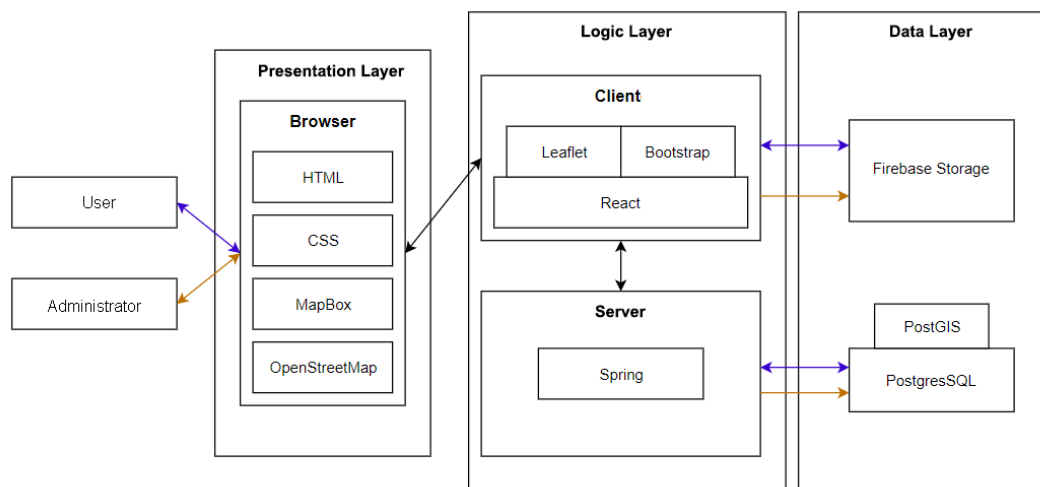 Logic Layer
Data Layer
Presentation Layer
Client
Browser
Leaflet
Bootstrap
Firebase Storage
HTML
React
User
CSS
Administrator
MapBox
Server
PostGIS
OpenStreetMap
Spring
PostgresSQL